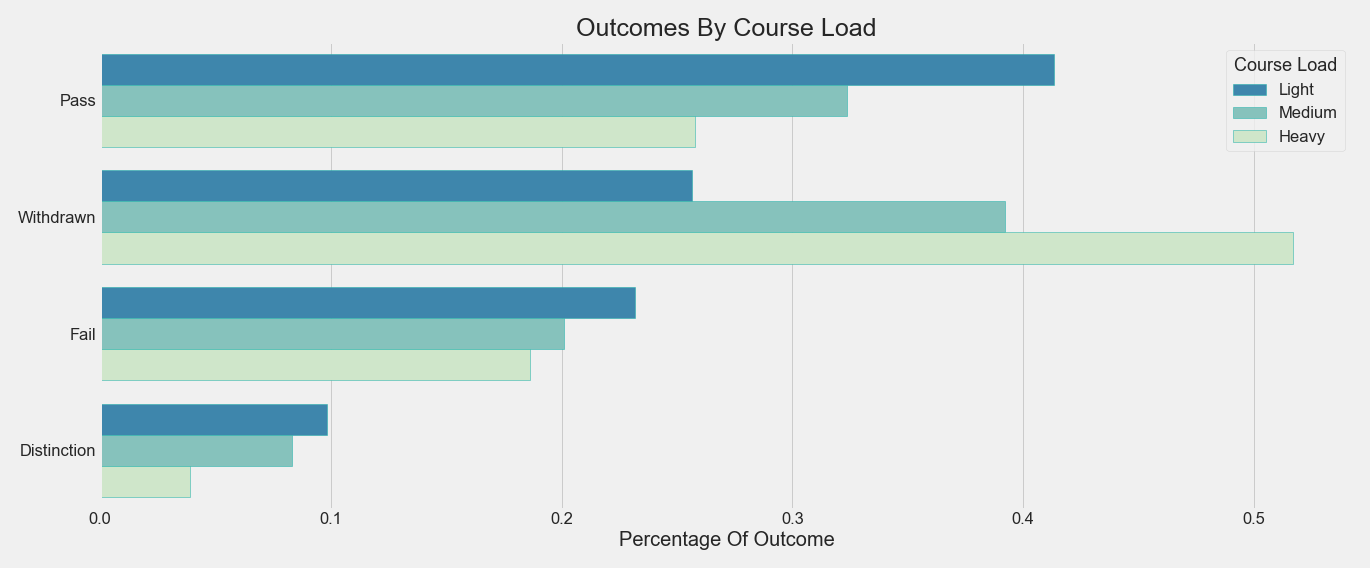 Outcomes By Course Load
Course Load
Light
Medium
Heavy
Pass
Withdrawn
Fail
Distinction
0.0 0.1 0.2 0.3 0.4 0.5
Percentage Of Outcome